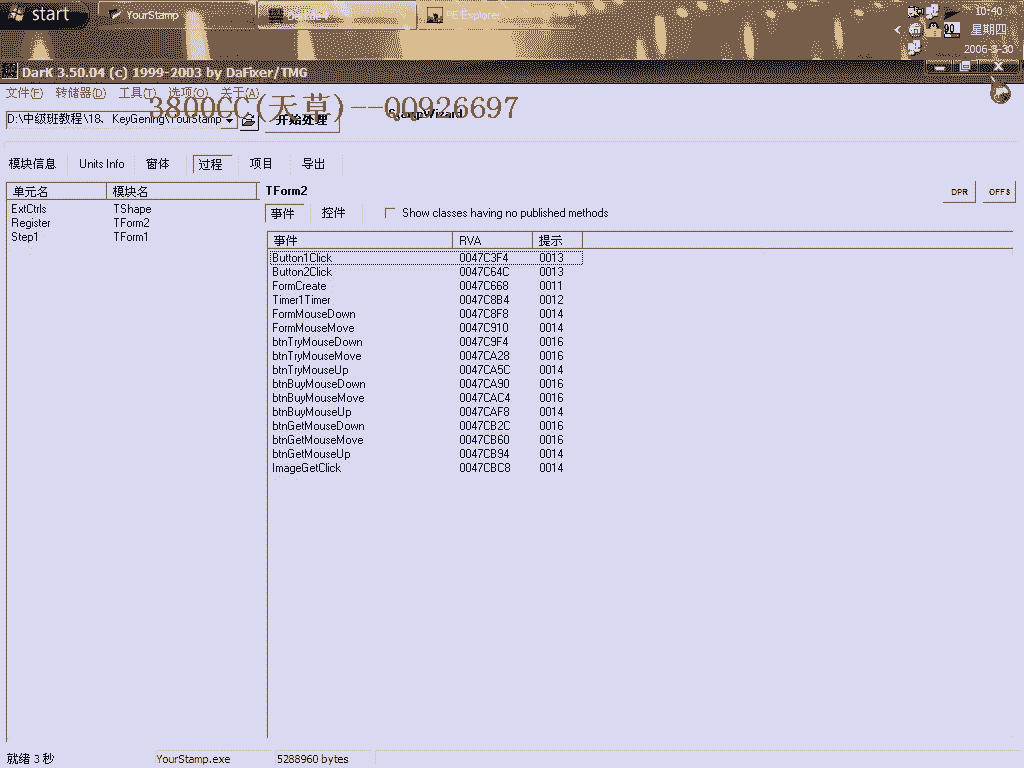 start YourStamp DeDe4 PE Explorer 10:40
90 星期四
2006-3-30
DarK 3.50.04 (c) 1999-2003 by DaFixer/TMG
文件(F) 转储器(D) 工具(T) 选项(O) 关于(A)
3800CC(天草)--00926697
D:\中级班教程\18、KeyGening\YourStamp 开始处理 StampWizard
模块信息 Units Info 窗体 过程 项目 导出
单元名 模块名 TForm2 DPR OFFS
ExtCtrls TShape 事件 控件 Show classes having no published methods
Register TForm2
Step1 TForm1
事件 RVA 提示
Button1Click 0047C3F4 0013
Button2Click 0047C64C 0013
FormCreate 0047C668 0011
Timer1Timer 0047C8B4 0012
FormMouseDown 0047C8F8 0014
FormMouseMove 0047C910 0014
btnTryMouseDown 0047C9F4 0016
btnTryMouseMove 0047CA28 0016
btnTryMouseUp 0047CA5C 0014
btnBuyMouseDown 0047CA90 0016
btnBuyMouseMove 0047CAC4 0016
btnBuyMouseUp 0047CAF8 0014
btnGetMouseDown 0047CB2C 0016
btnGetMouseMove 0047CB60 0016
btnGetMouseUp 0047CB94 0014
ImageGetClick 0047CBC8 0014
就绪 3 秒 YourStamp.exe 5288960 bytes